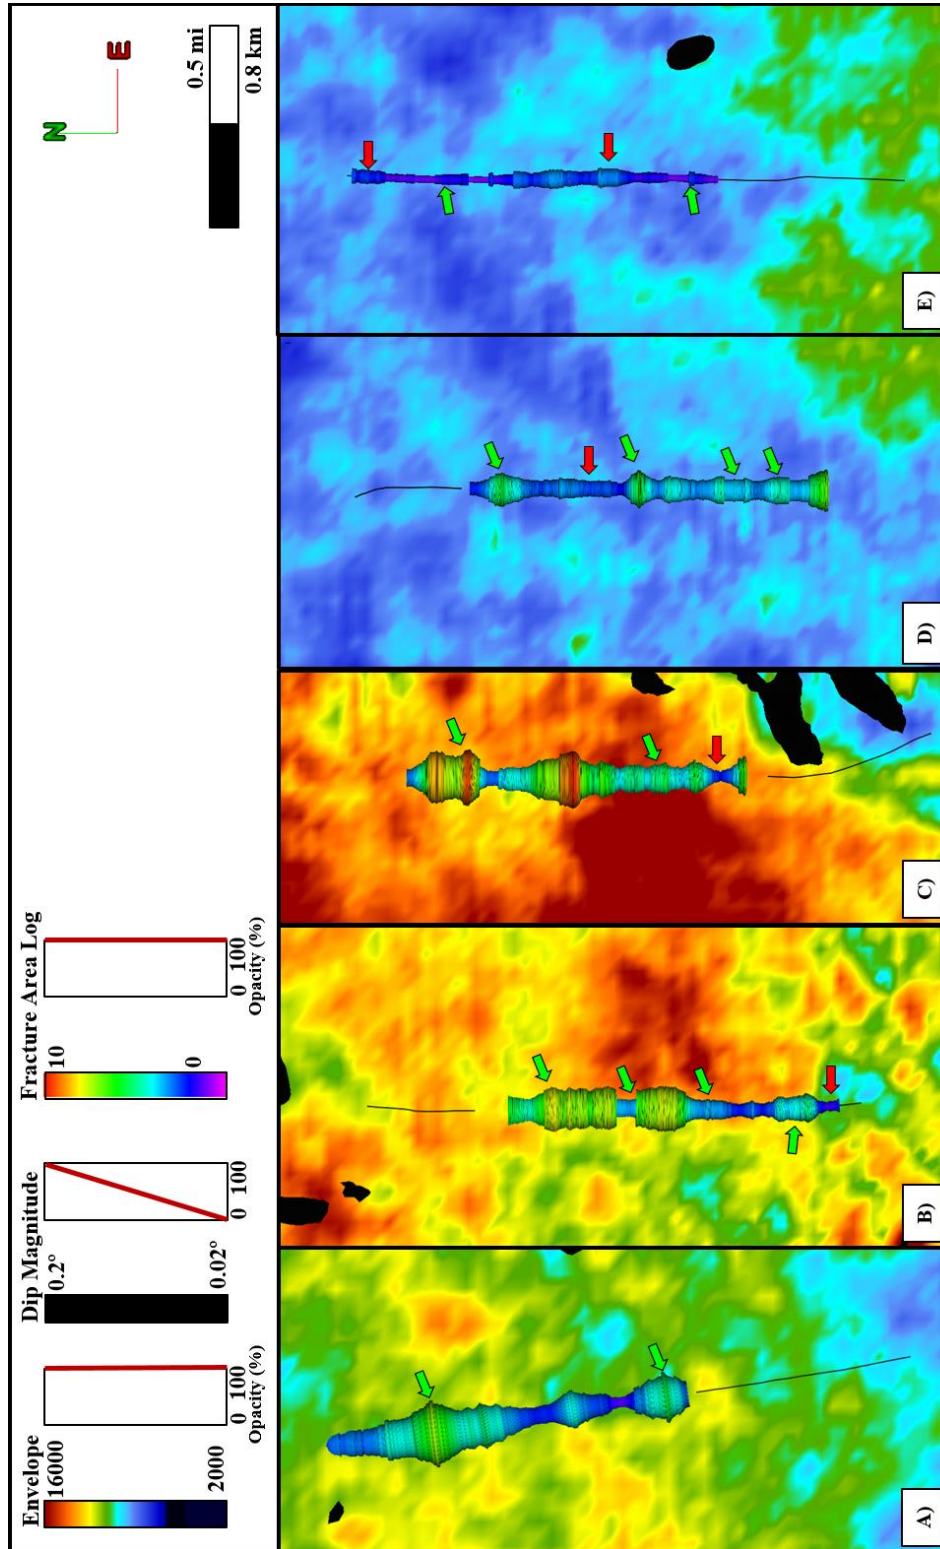 Envelope
16000
2000
0 100
Opacity (%)
Dip Magnitude
0.2°
0.02°
0 100
Fracture Area Log
10
0
0 100
Opacity (%)
N
E
0.5 mi
0.8 km
A)
B)
C)
D)
E)